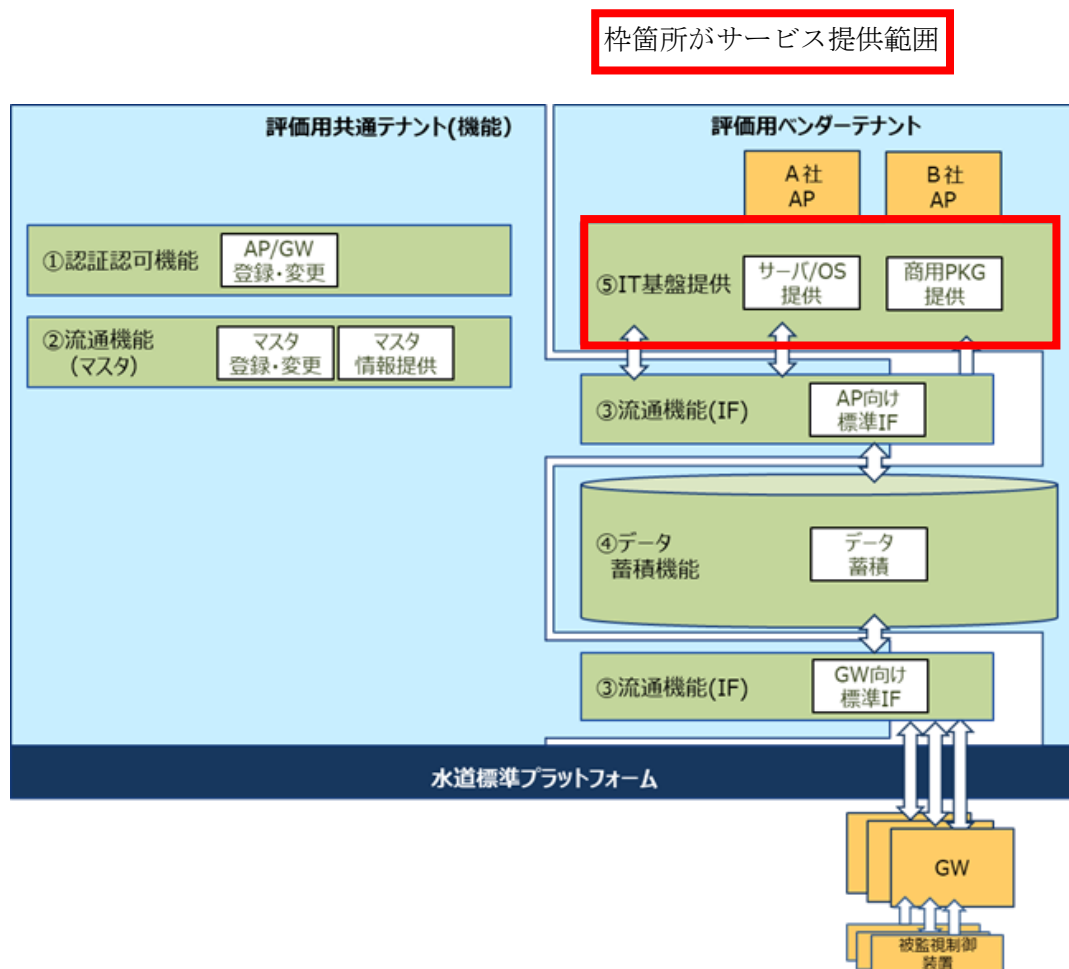 枠箇所がサービス提供範囲
評価用共通テナント(機能)
①認証認可機能
AP/GW
登録・変更
②流通機能
(マスタ)
マスタ
登録・変更
マスタ
情報提供
評価用ベンダーテナント
A社
AP
B社
AP
⑤IT基盤提供
サーバ/OS
提供
商用PKG
提供
③流通機能(IF)
AP向け
標準IF
④データ
蓄積機能
データ
蓄積
③流通機能(IF)
GW向け
標準IF
水道標準プラットフォーム
GW
被監視制御
装置